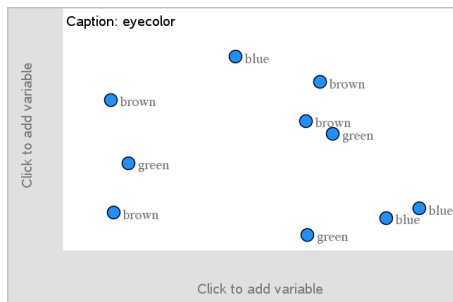 Caption: eyecolor
blue
brown
brown
brown
green
green
brown
blue
blue
green
Click to add variable
Click to add variable